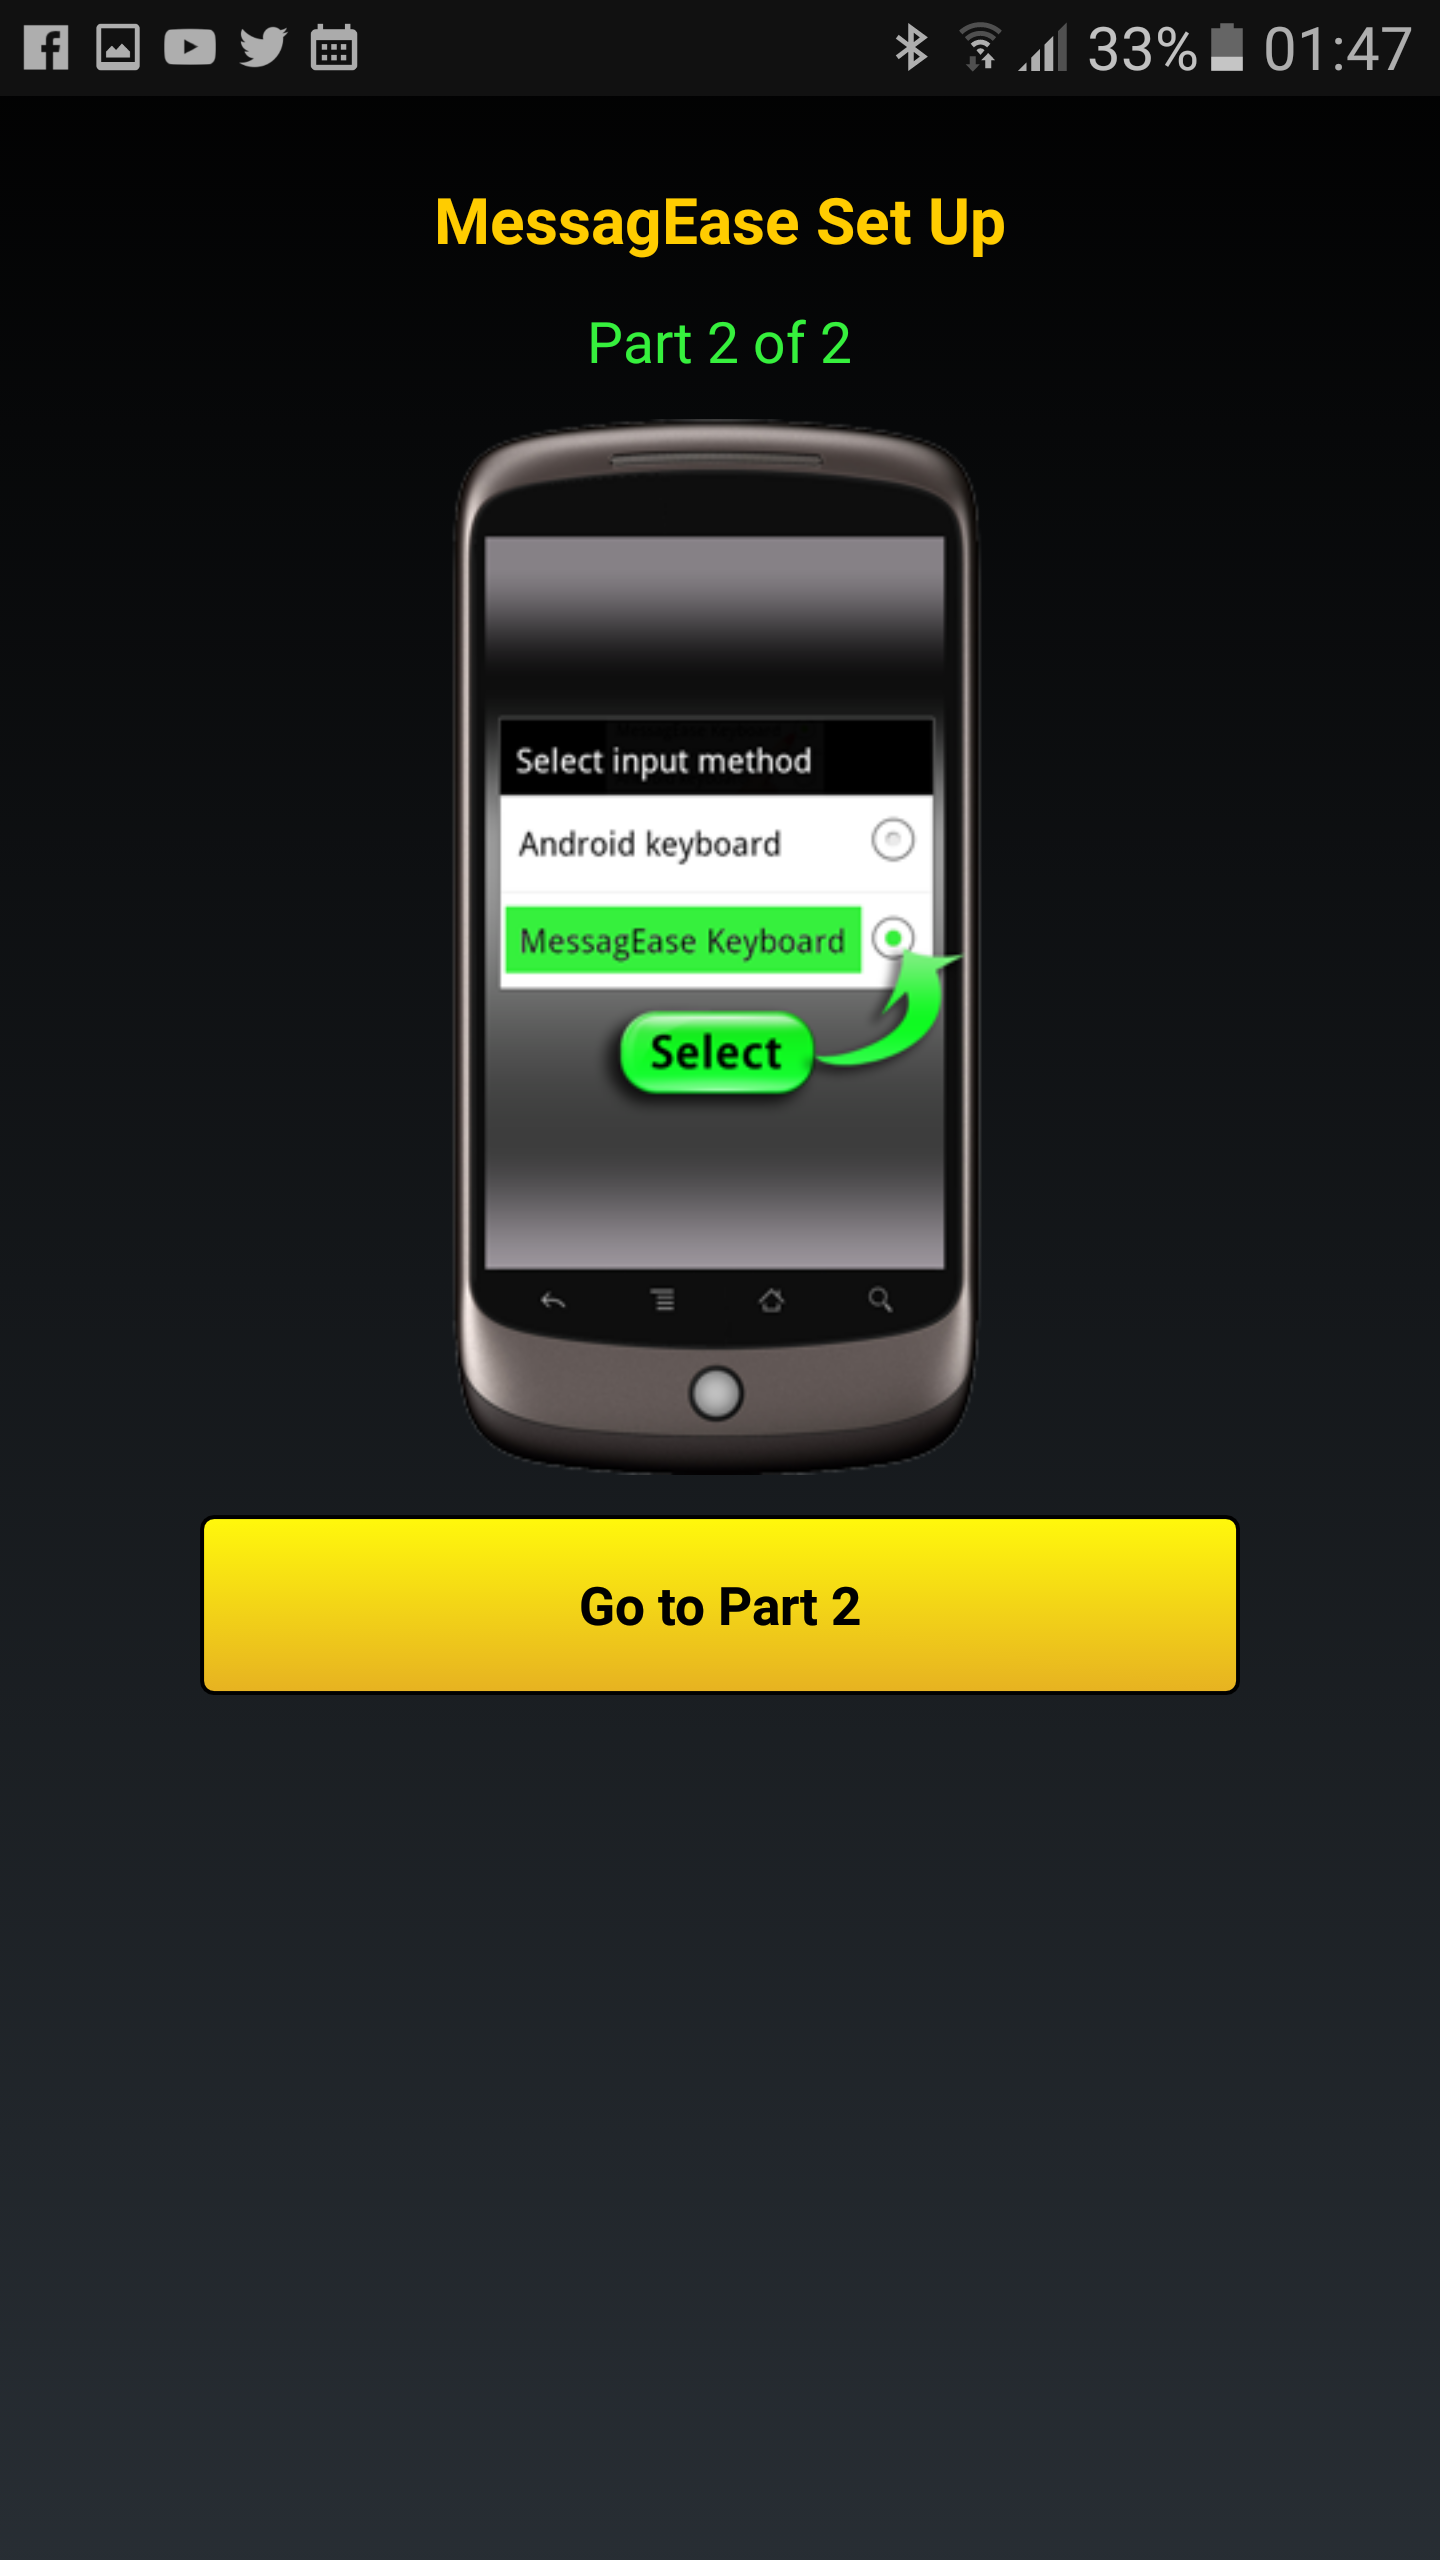 33% 01:47
MessagEase Set Up
Part 2 of 2
Select input method
Android keyboard
MessagEase Keyboard
Select
Go to Part 2